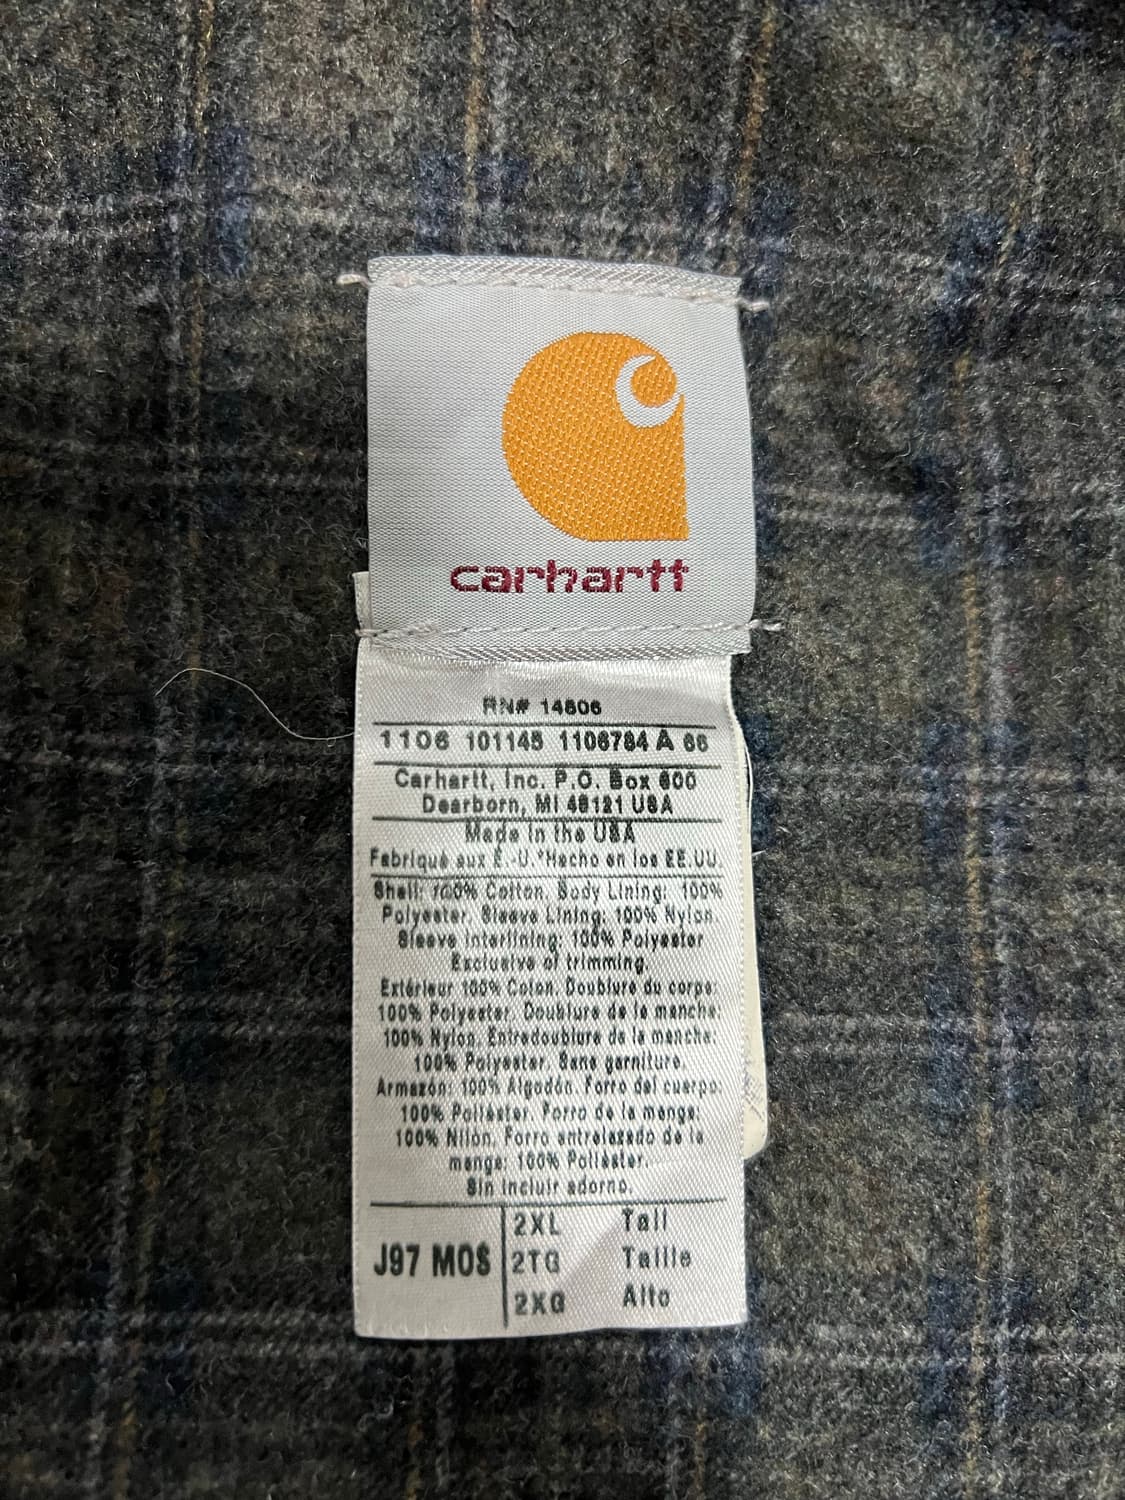 carhartt
RN# 14806
1106 101145 1106784 A 66
Carhartt, Inc. P.O. Box 600
Dearborn, MI 48121 USA
Made in the USA
Fabriqué aux É.-U.*Hecho en los EE.UU.
Shell: 100% Cotton. Body Lining: 100%
Polyester. Sleeve Lining: 100% Nylon.
Sleeve Interlining: 100% Polyester
Exclusive of trimming.
Extérieur 100% Coton. Doublure du corps:
100% Polyester. Doublure de la manche:
100% Nylon. Entredoublure de la manche:
100% Polyester. Sans garniture.
Armazón: 100% Algodón. Forro del cuerpo:
100% Poliéster. Forro de la manga:
100% Nilón. Forro entrelazado de la
manga: 100% Poliéster.
Sin incluir adorno.
J97 MOS
2XL Tall
2TG Taille
2XG Alto